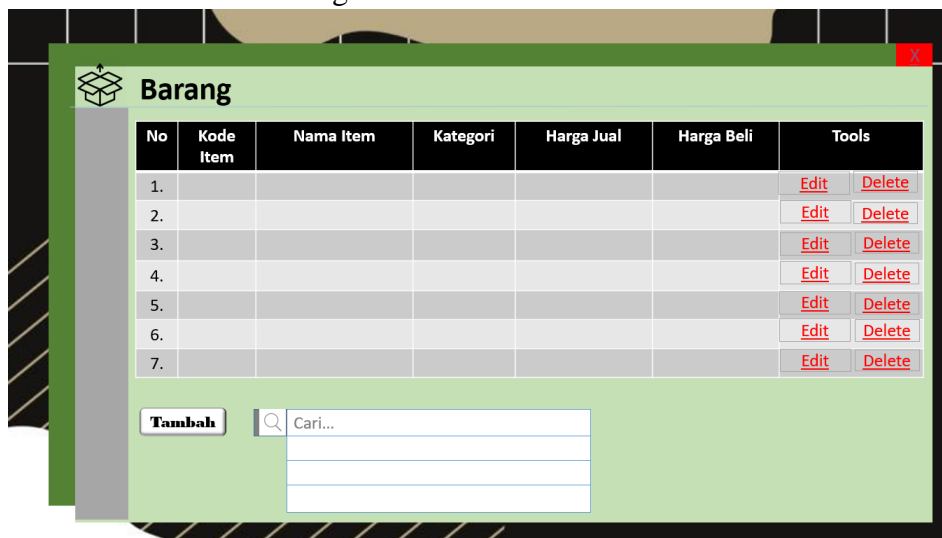 X
Barang
No Kode Item Nama Item Kategori Harga Jual Harga Beli Tools
1. Edit Delete
2. Edit Delete
3. Edit Delete
4. Edit Delete
5. Edit Delete
6. Edit Delete
7. Edit Delete
Tambah Cari...